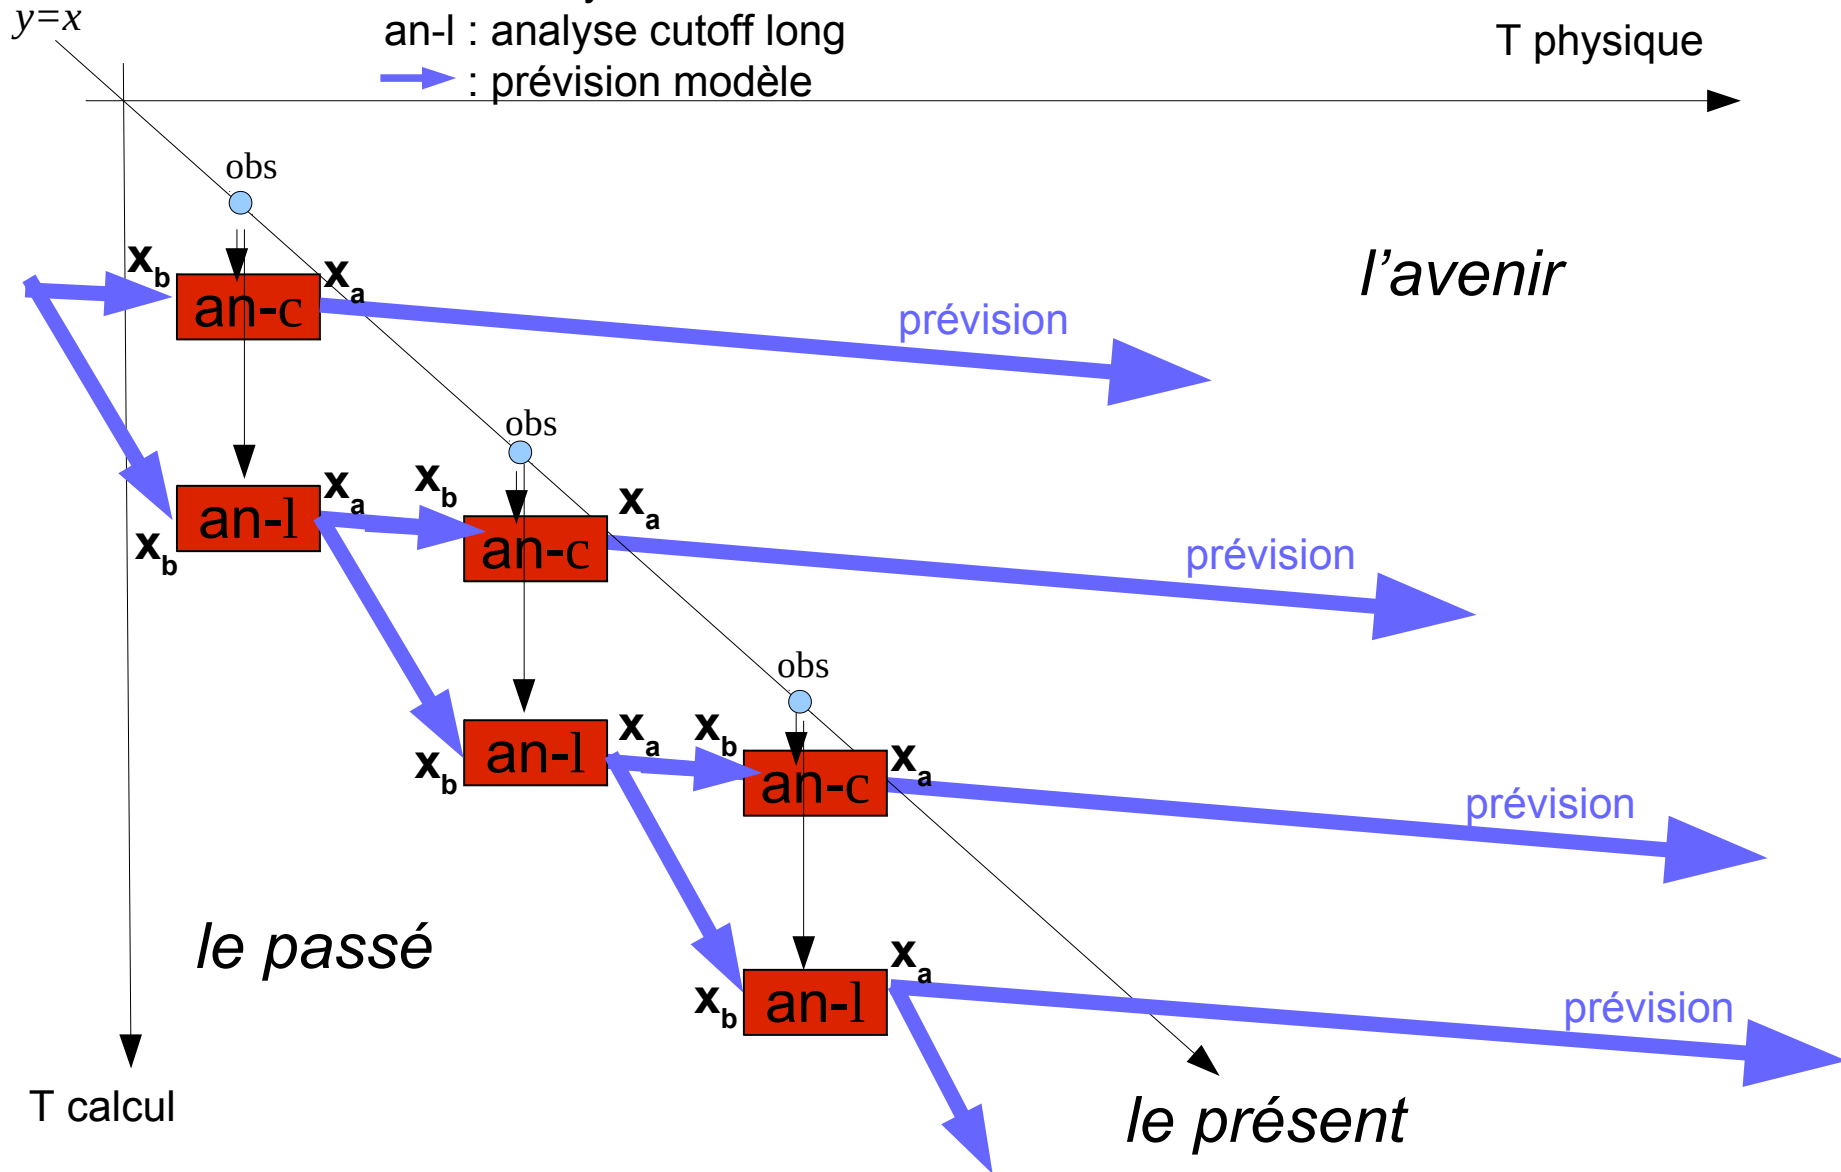 y=x
an-l : analyse cutoff long
: prévision modèle
T physique
obs
l'avenir
xb
xa
an-c
prévision
obs
xa
xb
xa
an-l
xb
an-c
prévision
obs
xa
xb
xa
an-l
xb
an-c
prévision
le passé
xa
xb
an-l
prévision
T calcul
le présent